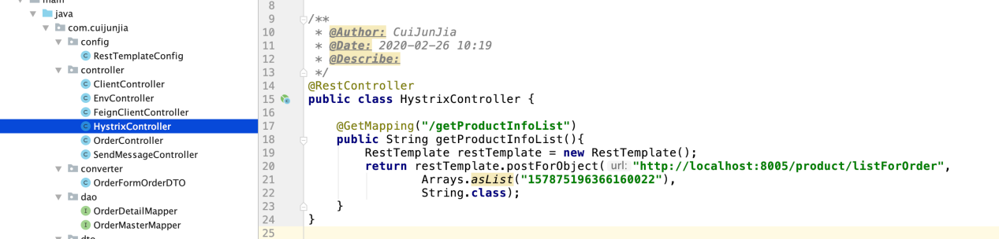 main
java
com.cuijunjia
config
RestTemplateConfig
controller
ClientController
EnvController
FeignClientController
HystrixController
OrderController
SendMessageController
converter
OrderFormOrderDTO
dao
OrderDetailMapper
OrderMasterMapper
dto
8
9 /**
10 * @Author: CuiJunJia
11 * @Date: 2020-02-26 10:19
12 * @Describe:
13 */
14 @RestController
15 public class HystrixController {
16
17 @GetMapping("/getProductInfoList")
18 public String getProductInfoList(){
19 RestTemplate restTemplate = new RestTemplate();
20 return restTemplate.postForObject( url: "http://localhost:8005/product/listForOrder",
21 Arrays.asList("157875196366160022"),
22 String.class);
23 }
24 }
25